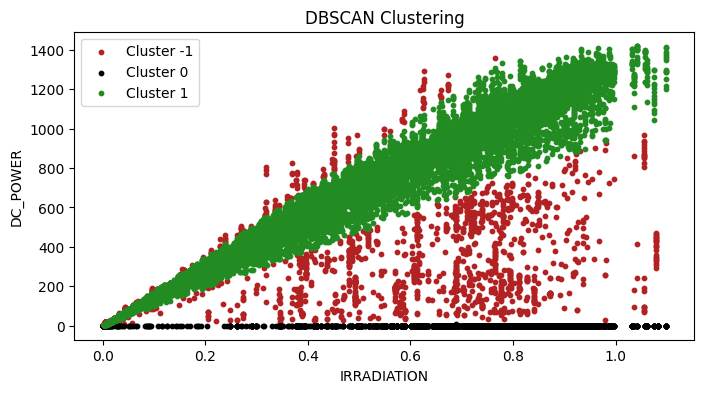 DBSCAN Clustering
Cluster -1
Cluster 0
Cluster 1
DC_POWER
1400
1200
1000
800
600
400
200
0
0.0 0.2 0.4 0.6 0.8 1.0
IRRADIATION